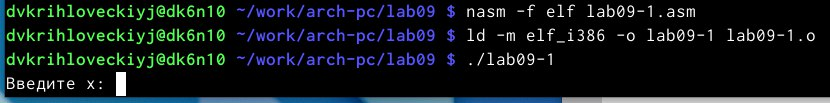 dvkrihloveckiyj@dk6n10 ~/work/arch-pc/lab09 $ nasm -f elf lab09-1.asm
dvkrihloveckiyj@dk6n10 ~/work/arch-pc/lab09 $ ld -m elf_i386 -o lab09-1 lab09-1.o
dvkrihloveckiyj@dk6n10 ~/work/arch-pc/lab09 $ ./lab09-1
Введите x: